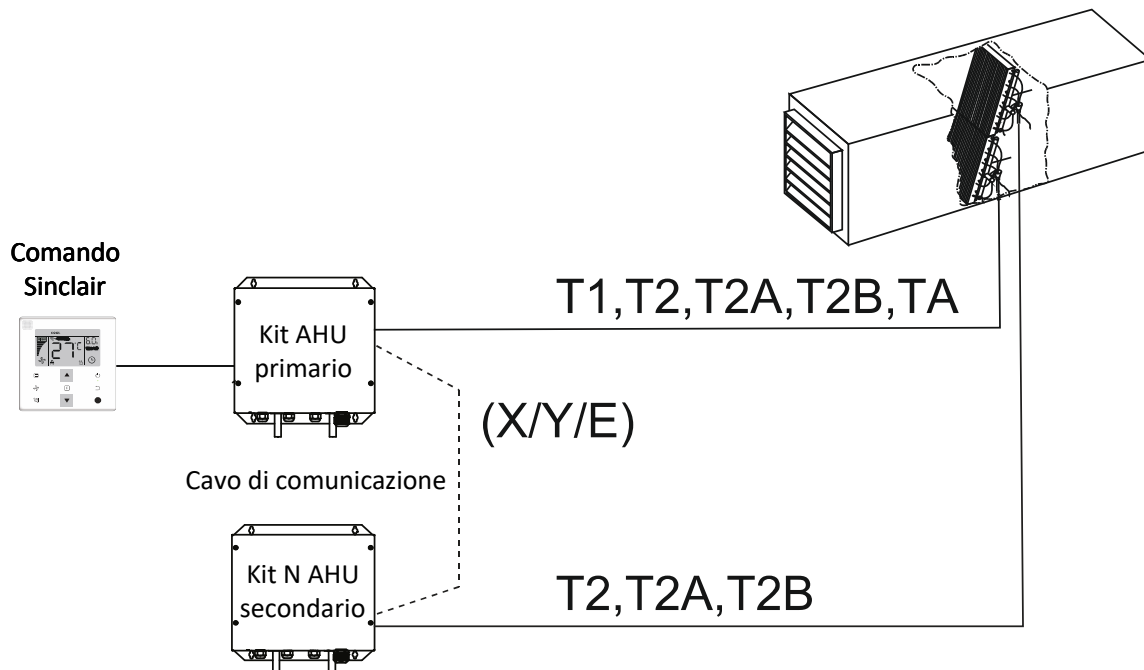 Comando
Sinclair
27°C
Kit AHU
primario
T1,T2,T2A,T2B,TA
(X/Y/E)
Cavo di comunicazione
Kit N AHU
secondario
T2,T2A,T2B